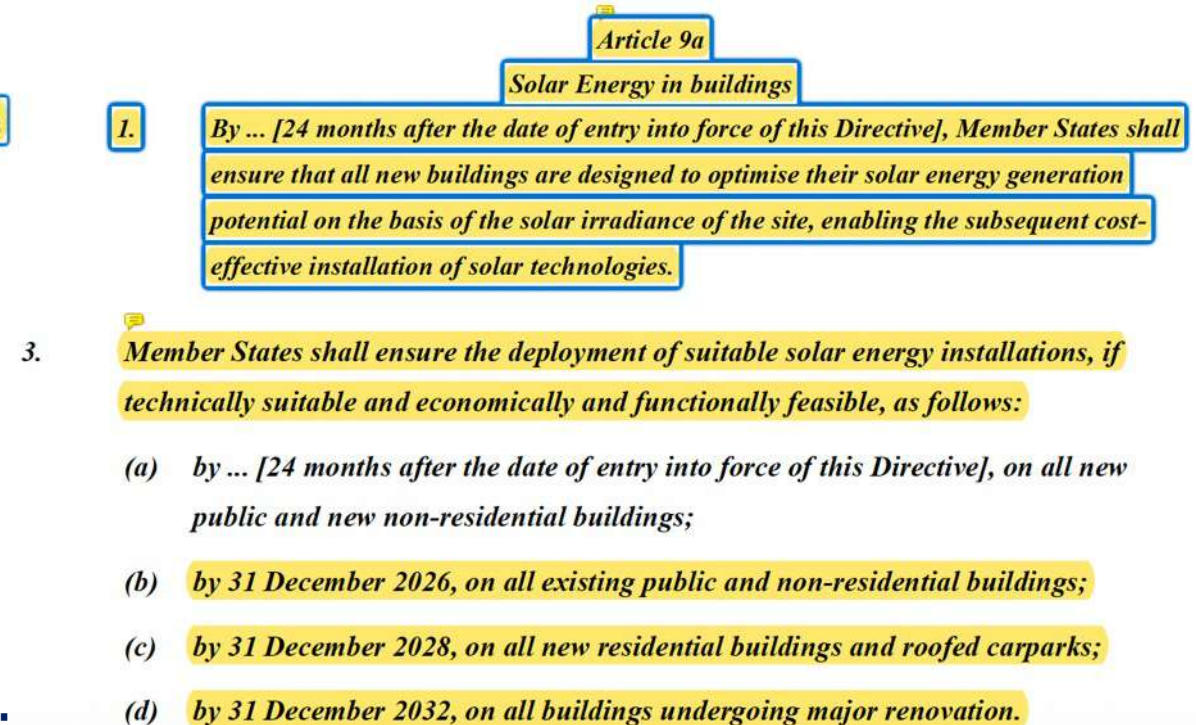 Article 9a
Solar Energy in buildings
1. By ... [24 months after the date of entry into force of this Directive], Member States shall
ensure that all new buildings are designed to optimise their solar energy generation
potential on the basis of the solar irradiance of the site, enabling the subsequent cost-
effective installation of solar technologies.
3. Member States shall ensure the deployment of suitable solar energy installations, if
technically suitable and economically and functionally feasible, as follows:
(a) by ... [24 months after the date of entry into force of this Directive], on all new
public and new non-residential buildings;
(b) by 31 December 2026, on all existing public and non-residential buildings;
(c) by 31 December 2028, on all new residential buildings and roofed carparks;
(d) by 31 December 2032, on all buildings undergoing major renovation.